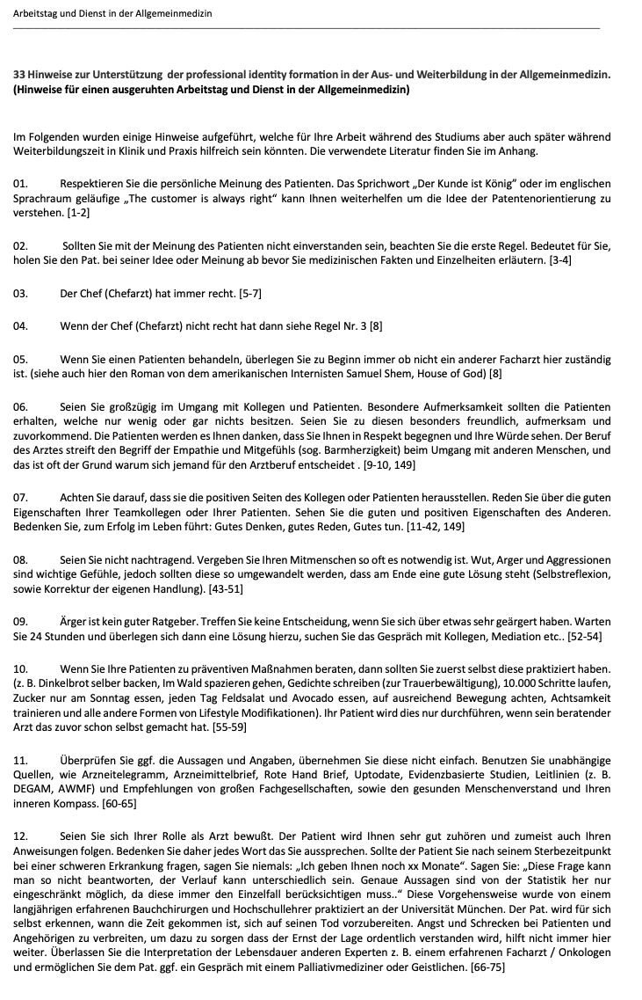 Arbeitstag und Dienst in der Allgemeinmedizin
33 Hinweise zur Unterstützung der professional identity formation in der Aus- und Weiterbildung in der Allgemeinmedizin.
(Hinweise für einen ausgeruhten Arbeitstag und Dienst in der Allgemeinmedizin)
Im Folgenden wurden einige Hinweise aufgeführt, welche für Ihre Arbeit während des Studiums aber auch später während
Weiterbildungszeit in Klinik und Praxis hilfreich sein könnten. Die verwendete Literatur finden Sie im Anhang.
01. Respektieren Sie die persönliche Meinung des Patienten. Das Sprichwort „Der Kunde ist König" oder im englischen
Sprachraum geläufige „The customer is always right“ kann Ihnen weiterhelfen um die Idee der Patentenorientierung zu
verstehen. [1-2]
02. Sollten Sie mit der Meinung des Patienten nicht einverstanden sein, beachten Sie die erste Regel. Bedeutet für Sie,
holen Sie den Pat. bei seiner Idee oder Meinung ab bevor Sie medizinischen Fakten und Einzelheiten erläutern. [3-4]
03. Der Chef (Chefarzt) hat immer recht. [5-7]
04. Wenn der Chef (Chefarzt) nicht recht hat dann siehe Regel Nr. 3 [8]
05. Wenn Sie einen Patienten behandeln, überlegen Sie zu Beginn immer ob nicht ein anderer Facharzt hier zuständig
ist. (siehe auch hier den Roman von dem amerikanischen Internisten Samuel Shem, House of God) [8]
06. Seien Sie großzügig im Umgang mit Kollegen und Patienten. Besondere Aufmerksamkeit sollten die Patienten
erhalten, welche nur wenig oder gar nichts besitzen. Seien Sie zu diesen besonders freundlich, aufmerksam und
zuvorkommend. Die Patienten werden es Ihnen danken, dass Sie Ihnen in Respekt begegnen und Ihre Würde sehen. Der Beruf
des Arztes streift den Begriff der Empathie und Mitgefühls (sog. Barmherzigkeit) beim Umgang mit anderen Menschen, und
das ist oft der Grund warum sich jemand für den Arztberuf entscheidet . [9-10, 149]
07. Achten Sie darauf, dass sie die positiven Seiten des Kollegen oder Patienten herausstellen. Reden Sie über die guten
Eigenschaften Ihrer Teamkollegen oder Ihrer Patienten. Sehen Sie die guten und positiven Eigenschaften des Anderen.
Bedenken Sie, zum Erfolg im Leben führt: Gutes Denken, gutes Reden, Gutes tun. [11-42, 149]
08. Seien Sie nicht nachtragend. Vergeben Sie Ihren Mitmenschen so oft es notwendig ist. Wut, Arger und Aggressionen
sind wichtige Gefühle, jedoch sollten diese so umgewandelt werden, dass am Ende eine gute Lösung steht (Selbstreflexion,
sowie Korrektur der eigenen Handlung). [43-51]
09. Ärger ist kein guter Ratgeber. Treffen Sie keine Entscheidung, wenn Sie sich über etwas sehr geärgert haben. Warten
Sie 24 Stunden und überlegen sich dann eine Lösung hierzu, suchen Sie das Gespräch mit Kollegen, Mediation etc.. [52-54]
10. Wenn Sie Ihre Patienten zu präventiven Maßnahmen beraten, dann sollten Sie zuerst selbst diese praktiziert haben.
(z. B. Dinkelbrot selber backen, Im Wald spazieren gehen, Gedichte schreiben (zur Trauerbewältigung), 10.000 Schritte laufen,
Zucker nur am Sonntag essen, jeden Tag Feldsalat und Avocado essen, auf ausreichend Bewegung achten, Achtsamkeit
trainieren und alle andere Formen von Lifestyle Modifikationen). Ihr Patient wird dies nur durchführen, wenn sein beratender
Arzt das zuvor schon selbst gemacht hat. [55-59]
11. Überprüfen Sie ggf. die Aussagen und Angaben, übernehmen Sie diese nicht einfach. Benutzen Sie unabhängige
Quellen, wie Arzneitelegramm, Arzneimittelbrief, Rote Hand Brief, Uptodate, Evidenzbasierte Studien, Leitlinien (z. B.
DEGAM, AWMF) und Empfehlungen von großen Fachgesellschaften, sowie den gesunden Menschenverstand und Ihren
inneren Kompass. [60-65]
12. Seien Sie sich Ihrer Rolle als Arzt bewußt. Der Patient wird Ihnen sehr gut zuhören und zumeist auch Ihren
Anweisungen folgen. Bedenken Sie daher jedes Wort das Sie aussprechen. Sollte der Patient Sie nach seinem Sterbezeitpunkt
bei einer schweren Erkrankung fragen, sagen Sie niemals: „Ich geben Ihnen noch xx Monate“. Sagen Sie: „Diese Frage kann
man so nicht beantworten, der Verlauf kann unterschiedlich sein. Genaue Aussagen sind von der Statistik her nur
eingeschränkt möglich, da diese immer den Einzelfall berücksichtigen muss..“ Diese Vorgehensweise wurde von einem
langjährigen erfahrenen Bauchchirurgen und Hochschullehrer praktiziert an der Universität München. Der Pat. wird für sich
selbst erkennen, wann die Zeit gekommen ist, sich auf seinen Tod vorzubereiten. Angst und Schrecken bei Patienten und
Angehörigen zu verbreiten, um dazu zu sorgen dass der Ernst der Lage ordentlich verstanden wird, hilft nicht immer hier
weiter. Überlassen Sie die Interpretation der Lebensdauer anderen Experten z. B. einem erfahrenen Facharzt / Onkologen
und ermöglichen Sie dem Pat. ggf. ein Gespräch mit einem Palliativmediziner oder Geistlichen. [66-75]